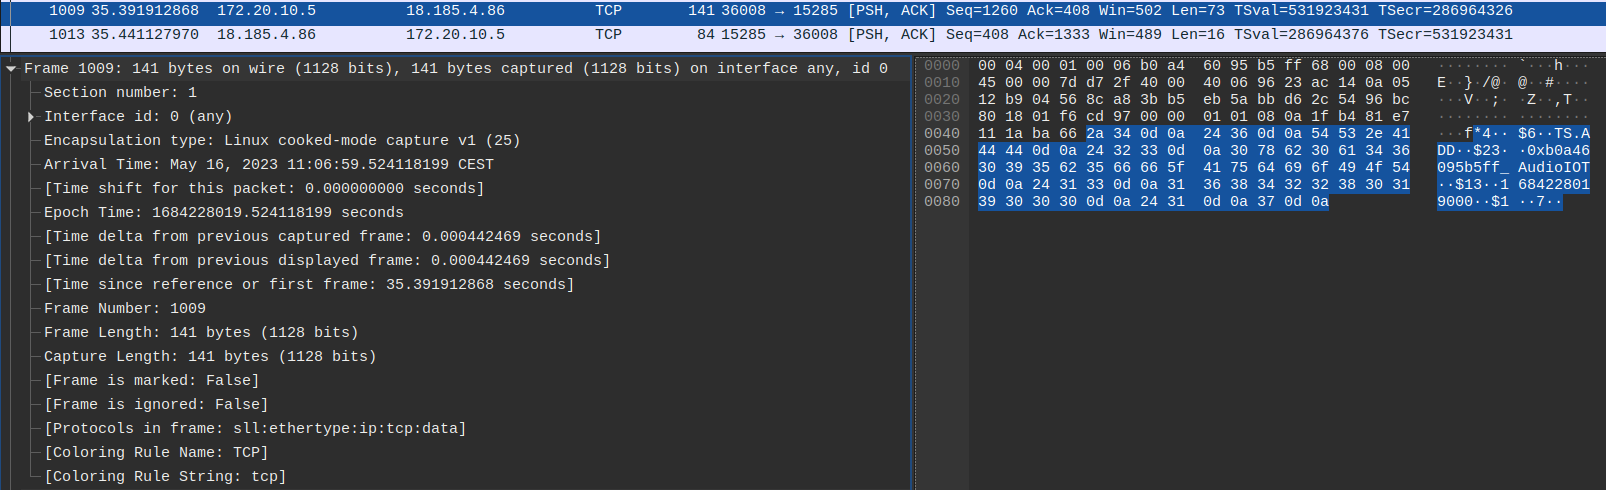 1009 35.391912868 172.20.10.5 18.185.4.86 TCP 141 36008 → 15285 [PSH, ACK] Seq=1260 Ack=408 Win=502 Len=73 TSval=531923431 TSecr=286964326
1013 35.441127970 18.185.4.86 172.20.10.5 TCP 84 15285 → 36008 [PSH, ACK] Seq=408 Ack=1333 Win=489 Len=16 TSval=286964376 TSecr=531923431
Frame 1009: 141 bytes on wire (1128 bits), 141 bytes captured (1128 bits) on interface any, id 0
Section number: 1
Interface id: 0 (any)
Encapsulation type: Linux cooked-mode capture v1 (25)
Arrival Time: May 16, 2023 11:06:59.524118199 CEST
[Time shift for this packet: 0.000000000 seconds]
Epoch Time: 1684228019.524118199 seconds
[Time delta from previous captured frame: 0.000442469 seconds]
[Time delta from previous displayed frame: 0.000442469 seconds]
[Time since reference or first frame: 35.391912868 seconds]
Frame Number: 1009
Frame Length: 141 bytes (1128 bits)
Capture Length: 141 bytes (1128 bits)
[Frame is marked: False]
[Frame is ignored: False]
[Protocols in frame: sll:ethertype:ip:tcp:data]
[Coloring Rule Name: TCP]
[Coloring Rule String: tcp]
0000 00 04 00 01 00 06 b0 a4 60 95 b5 ff 68 00 08 00 ········ `···h···
0010 45 00 00 7d d7 2f 40 00 40 06 96 23 ac 14 0a 05 E··}·/@· @··#····
0020 12 b9 04 56 8c a8 3b b5 eb 5a bb d6 2c 54 96 bc ···V··;· ·Z··,T··
0030 80 18 01 f6 cd 97 00 00 01 01 08 0a 1f b4 81 e7 ········ ········
0040 11 1a ba 66 2a 34 0d 0a 24 36 0d 0a 54 53 2e 41 ···f*4·· $6··TS.A
0050 44 44 0d 0a 24 32 33 0d 0a 30 78 62 30 61 34 36 DD··$23· ·0xb0a46
0060 30 39 35 62 35 66 66 5f 41 75 64 69 6f 49 4f 54 095b5ff_ AudioIOT
0070 0d 0a 24 31 33 0d 0a 31 36 38 34 32 32 38 30 31 ··$13··1 68422801
0080 39 30 30 30 0d 0a 24 31 0d 0a 37 0d 0a 9000··$1 ··7··